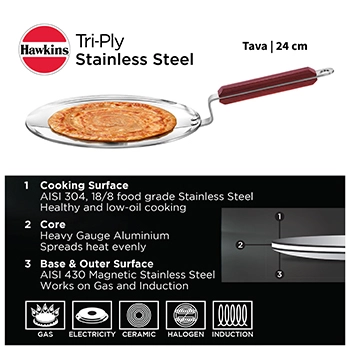 Hawkins
Tri-Ply
Stainless Steel
Tava | 24 cm
1 Cooking Surface
AISI 304, 18/8 food grade Stainless Steel
Healthy and low-oil cooking
2 Core
Heavy Gauge Aluminium
Spreads heat evenly
3 Base & Outer Surface
AISI 430 Magnetic Stainless Steel
Works on Gas and Induction
1
2
3
GAS ELECTRICITY CERAMIC HALOGEN INDUCTION